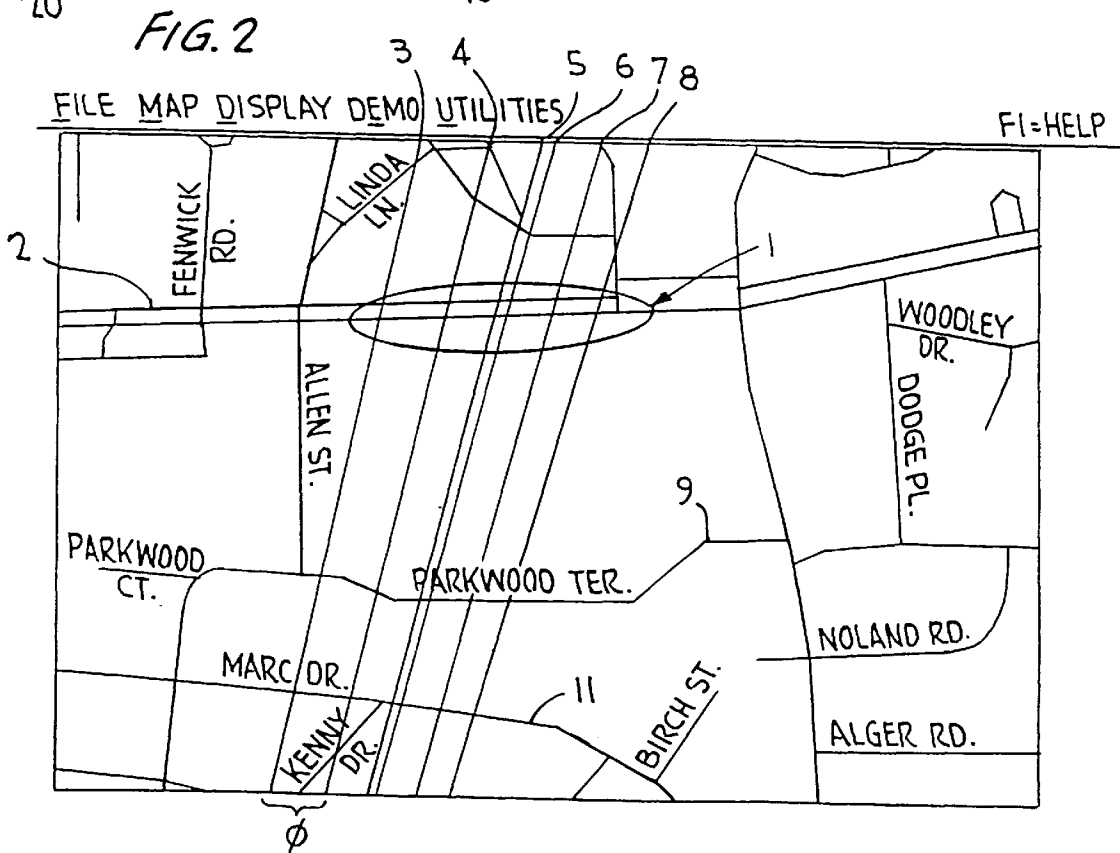 20
FIG. 2
3 4 5 6 7 8
FILE MAP DISPLAY DEMO UTILITIES
F1=HELP
LINDA
LN.
FENWICK
RD.
2
1
WOODLEY
DR.
ALLEN ST.
DODGE PL.
9
PARKWOOD
CT.
PARKWOOD TER.
NOLAND RD.
MARC DR.
11
BIRCH ST.
KENNY
DR.
ALGER RD.
ϕ